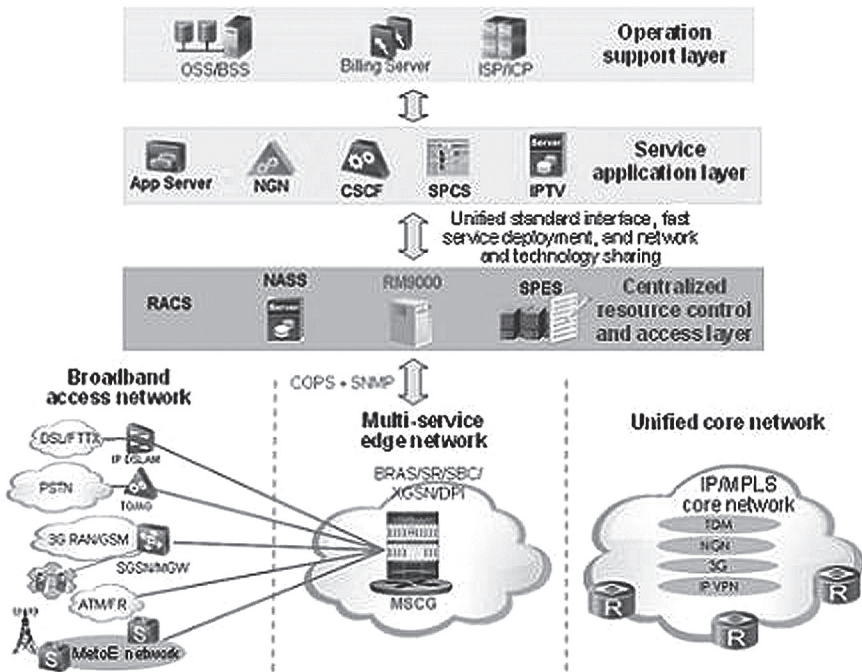 OSS/BSS
Billing Server
ISP/ICP
Operation
support layer
App Server
NGN
CSCF
SPCS
Server
IPTV
Service
application layer
Unified standard interface, fast
service deployment, and network
and technology sharing
RACS
NASS
Server
RM9000
SPES
Centralized
resource control
and access layer
COPS + SNMP
Broadband
access network
DSL/FTTX
IP DSLAM
PSTN
3G RAN/GSM
SGSN/MGW
ATM/FR
S
S
MetoE network
Multi-service
edge network
BRAS/SR/SBC/
XGSN/DPI
MSCG
Unified core network
IP/MPLS
core network
TDM
NGN
3G
IP VPN
R
R
R